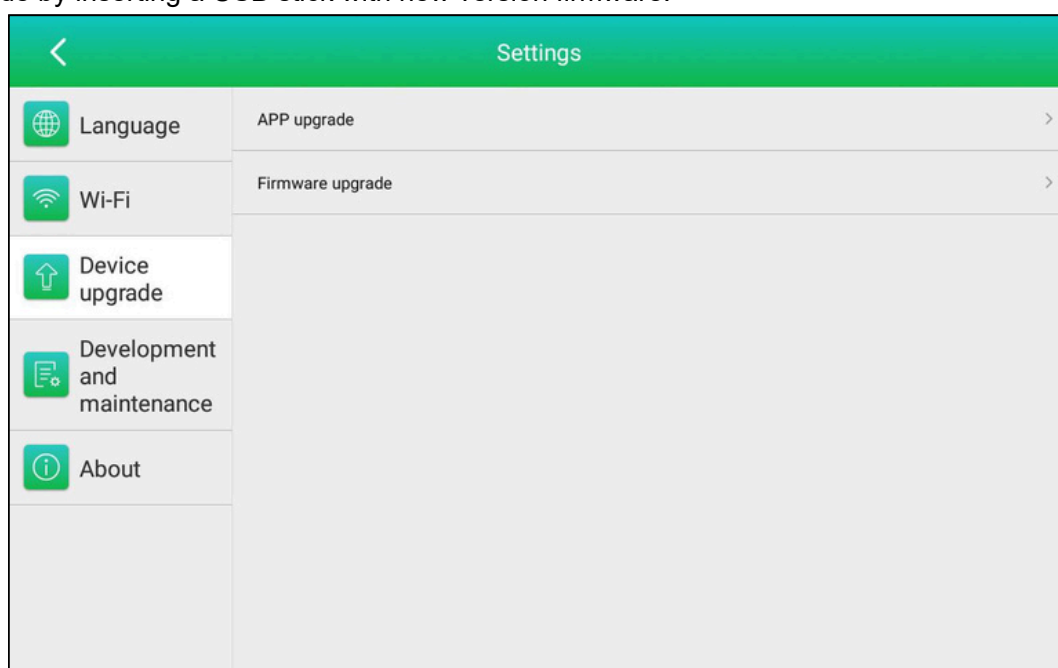 by inserting a USB stick with new version firmware.
Settings
Language
APP upgrade
Wi-Fi
Firmware upgrade
Device
upgrade
Development
and
maintenance
About